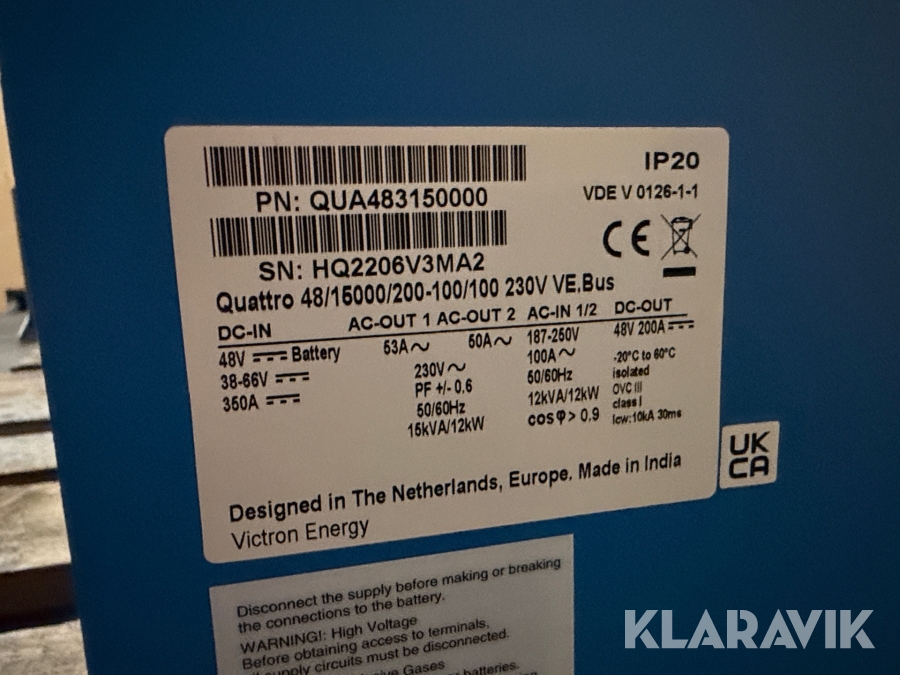 IP20
PN: QUA483150000
VDE V 0126-1-1
CE
SN: HQ2206V3MA2
Quattro 48/15000/200-100/100 230V VE.Bus
DC-IN AC-OUT 1 AC-OUT 2 AC-IN 1/2 DC-OUT
48V Battery 53A~ 50A~ 187-250V 48V 200A
38-66V 230V~ 100A~ -20°C to 60°C
350A PF +/- 0.6 50/60Hz isolated
50/60Hz 12kVA/12kW OVC III
15kVA/12kW cosφ> 0.9 class I
Icw:10kA 30ms
UK
CA
Designed in The Netherlands, Europe. Made in India
Victron Energy
Disconnect the supply before making or breaking
the connections to the battery.
WARNING!: High Voltage
Before obtaining access to terminals,
supply circuits must be disconnected.
Gases
batteries.
KLARAVIK